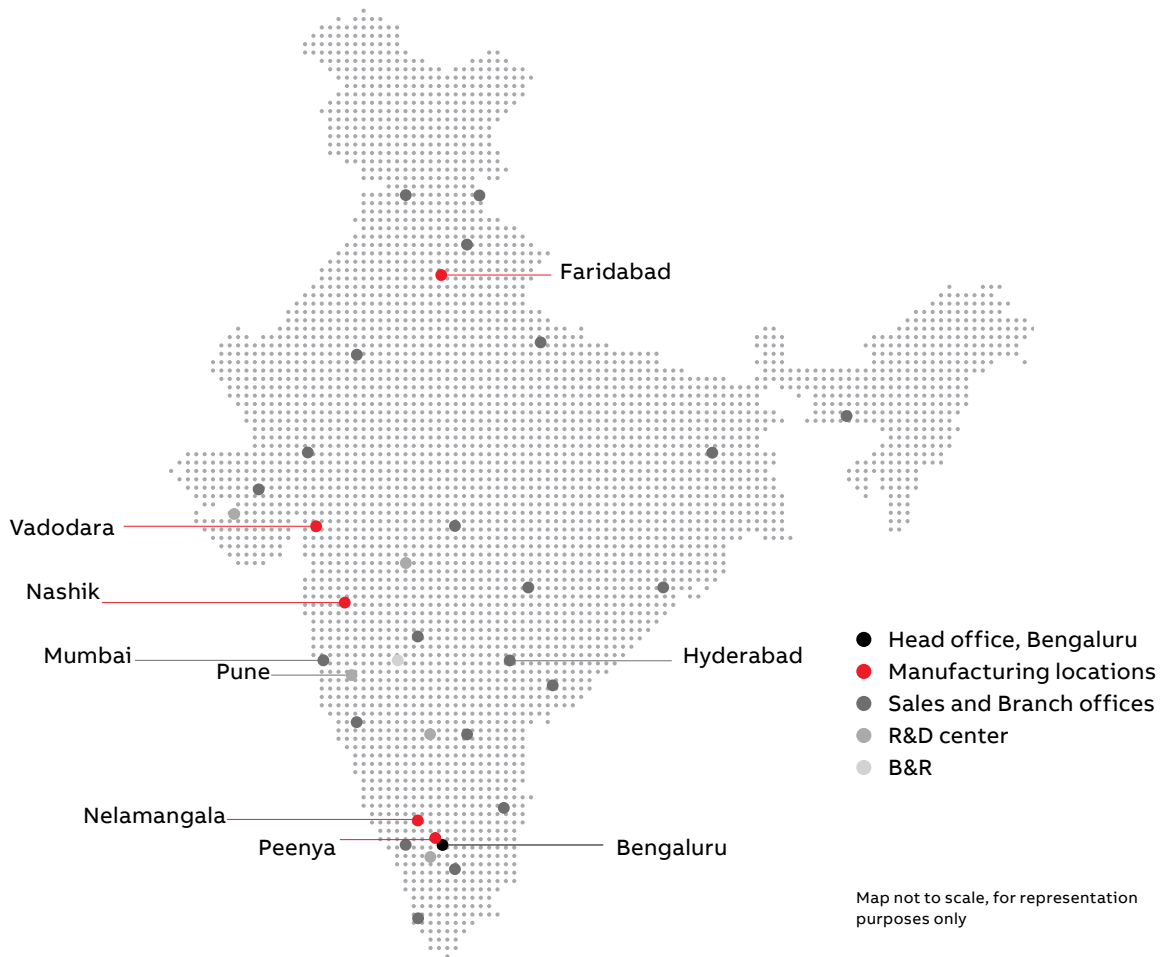 Faridabad
Vadodara
Nashik
Mumbai
Pune
Hyderabad
Head office, Bengaluru
Manufacturing locations
Sales and Branch offices
R&D center
B&R
Nelamangala
Peenya
Bengaluru
Map not to scale, for representation
purposes only